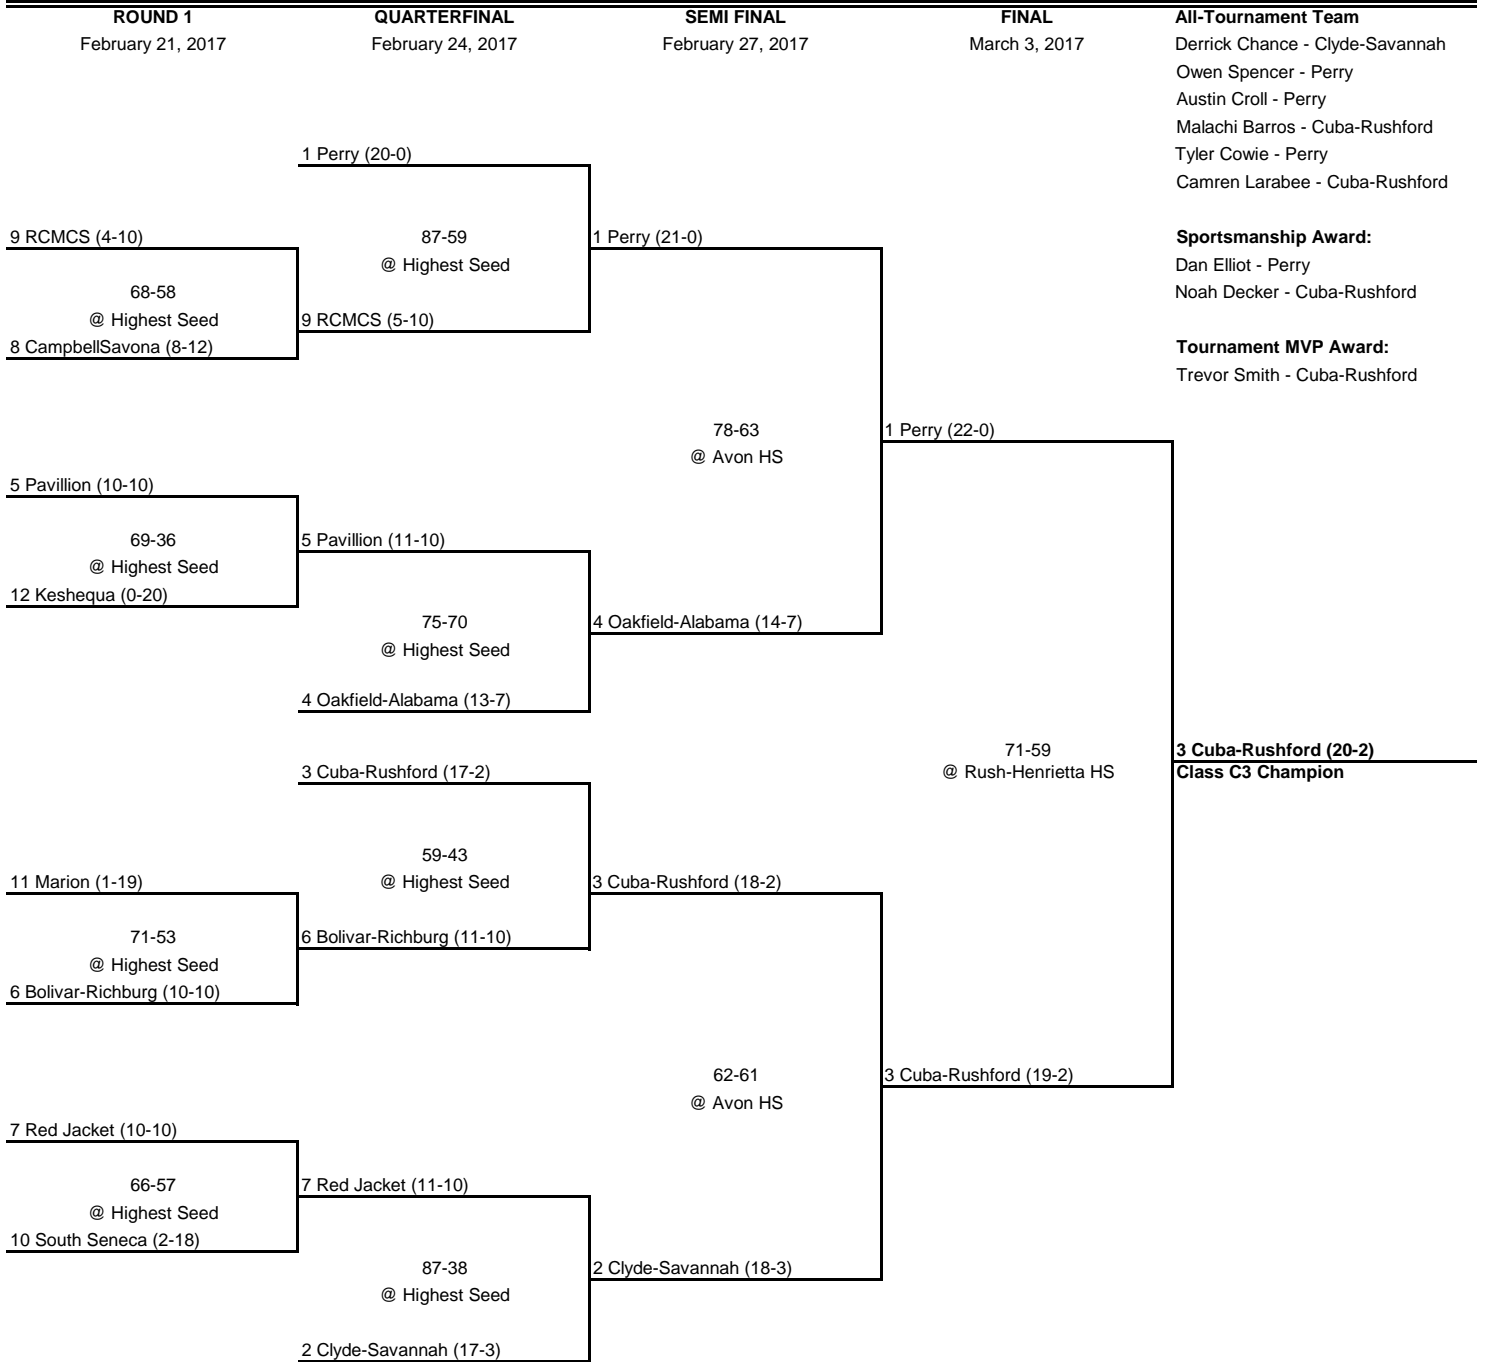 ROUND 1
February 21, 2017
QUARTERFINAL
February 24, 2017
SEMI FINAL
February 27, 2017
FINAL
March 3, 2017
All-Tournament Team
Derrick Chance - Clyde-Savannah
Owen Spencer - Perry
Austin Croll - Perry
Malachi Barros - Cuba-Rushford
Tyler Cowie - Perry
Camren Larabee - Cuba-Rushford
Sportsmanship Award:
Dan Elliot - Perry
Noah Decker - Cuba-Rushford
Tournament MVP Award:
Trevor Smith - Cuba-Rushford
9 RCMCS (4-10)
68-58
@ Highest Seed
8 CampbellSavona (8-12)
5 Pavillion (10-10)
69-36
@ Highest Seed
12 Keshequa (0-20)
11 Marion (1-19)
71-53
@ Highest Seed
6 Bolivar-Richburg (10-10)
7 Red Jacket (10-10)
66-57
@ Highest Seed
10 South Seneca (2-18)
1 Perry (20-0)
87-59
@ Highest Seed
9 RCMCS (5-10)
5 Pavillion (11-10)
75-70
@ Highest Seed
4 Oakfield-Alabama (13-7)
3 Cuba-Rushford (17-2)
59-43
@ Highest Seed
6 Bolivar-Richburg (11-10)
7 Red Jacket (11-10)
87-38
@ Highest Seed
2 Clyde-Savannah (17-3)
1 Perry (21-0)
78-63
@ Avon HS
4 Oakfield-Alabama (14-7)
3 Cuba-Rushford (18-2)
62-61
@ Avon HS
2 Clyde-Savannah (18-3)
1 Perry (22-0)
71-59
@ Rush-Henrietta HS
3 Cuba-Rushford (19-2)
3 Cuba-Rushford (20-2)
Class C3 Champion